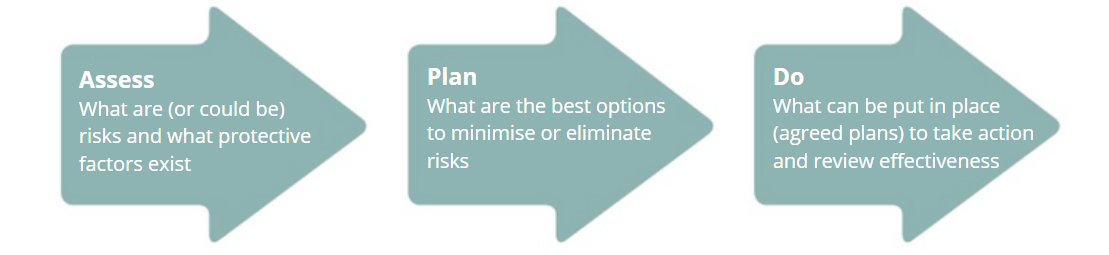 Assess
What are (or could be)
risks and what protective
factors exist
Plan
What are the best options
to minimise or eliminate
risks
Do
What can be put in place
(agreed plans) to take action
and review effectiveness